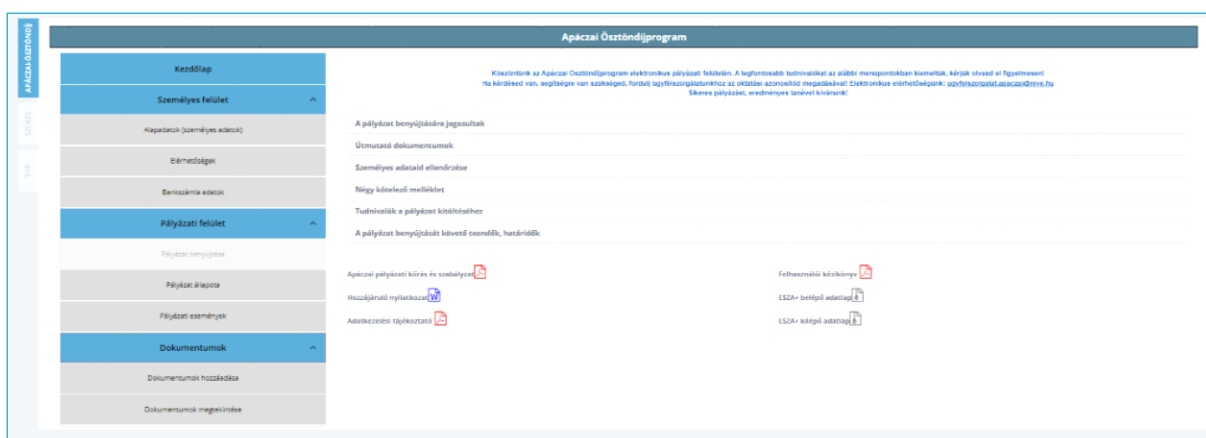 Apáczai Ösztöndíjprogram
APÁCZAI-ÖSZTÖNDÍJ
SZÓRÉS
Kezdőlap
Személyes felület
Alapadatok (személyes adatok)
Elérhetőségek
Bankszámla adatok
Pályázati felület
Pályázat benyújtása
Pályázat állapota
Pályázati események
Dokumentumok
Dokumentumok hozzáadása
Dokumentumok megtekintése
Köszöntünk az Apáczai Ösztöndíjprogram elektronikus pályázati felületén. A legfontosabb tudnivalókat az alábbi menüpontokban kiemeltük, kérjük olvasd el figyelmesen!
Ha kérdésed van, segítségre van szükséged, fordulj ügyfélszolgálatunkhoz az oktatási azonosítód megadásával! Elektronikus elérhetőségünk: ugyfelszolgalat.apaczai@nive.hu
Sikeres pályázást, eredményes tanévet kívánunk!
A pályázat benyújtására jogosultak
Útmutató dokumentumok
Személyes adataid ellenőrzése
Négy kötelező melléklet
Tudnivalók a pályázat kitöltéséhez
A pályázat benyújtását követő teendők, határidők
Apáczai pályázati kiírás és szabályzat
Hozzájáruló nyilatkozat
Adatkezelési tájékoztató
Felhasználói kézikönyv
ESZA+ belépő adatlap
ESZA+ kilépő adatlap